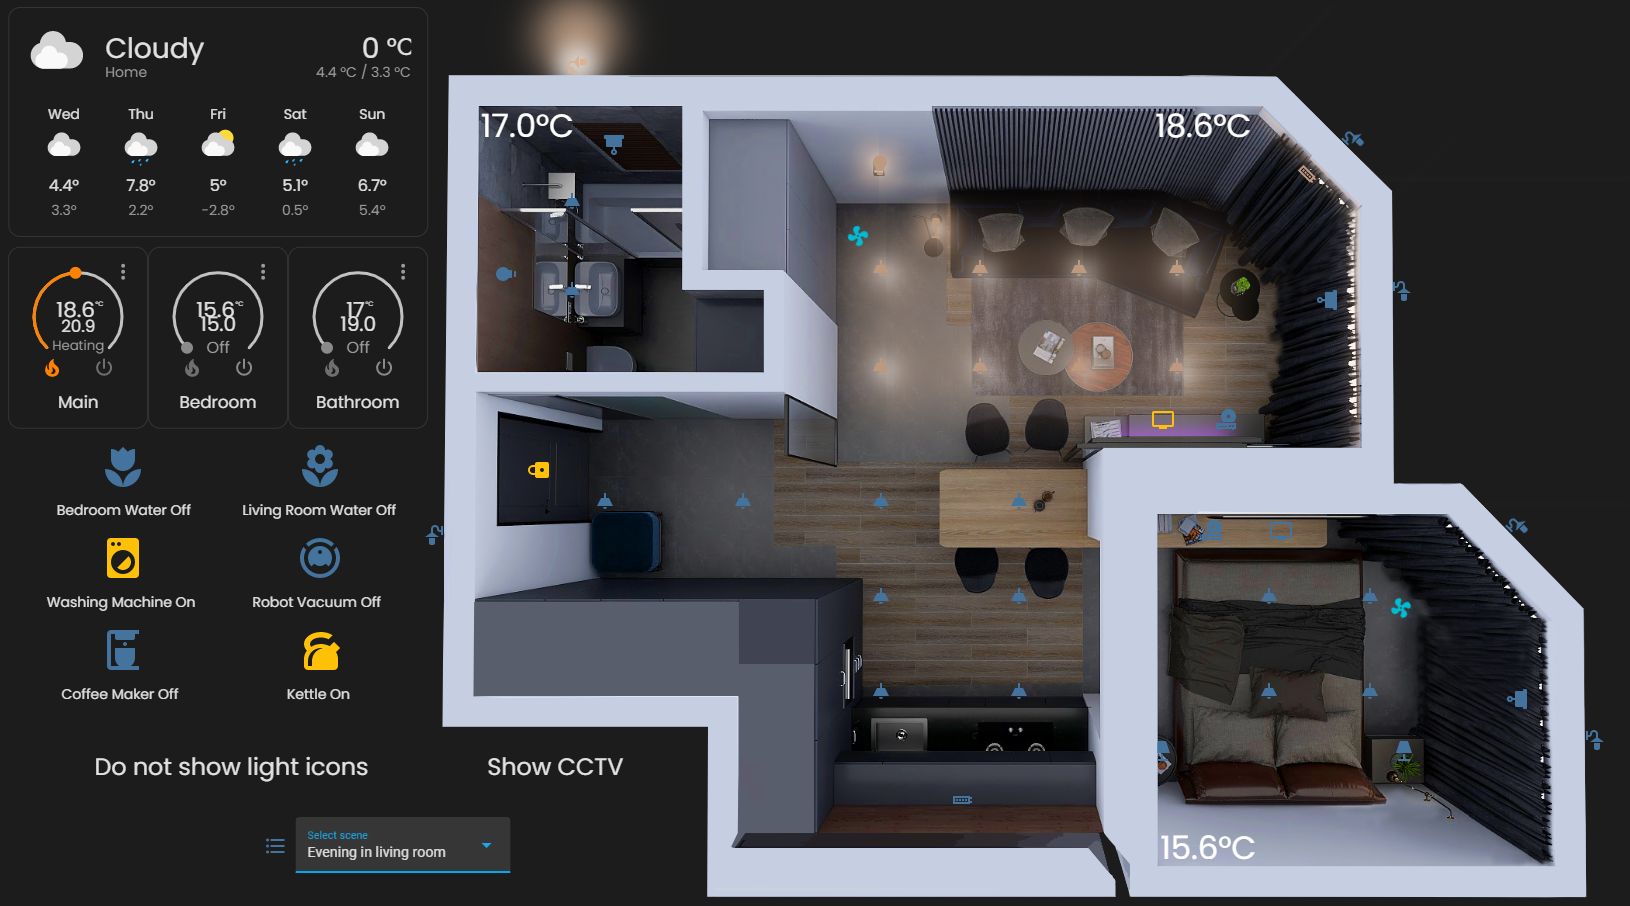 Cloudy
0 °C
Home
4.4 °C / 3.3 °C
Wed Thu Fri Sat Sun
4.4° 7.8° 5° 5.1° 6.7°
3.3° 2.2° -2.8° 0.5° 5.4°
18.6 °C
20.9
Heating
Main
15.6 °C
15.0
Off
Bedroom
17 °C
19.0
Off
Bathroom
Bedroom Water Off
Living Room Water Off
Washing Machine On
Robot Vacuum Off
Coffee Maker Off
Kettle On
Do not show light icons
Show CCTV
Select scene
Evening in living room
17.0°C
18.6°C
15.6°C